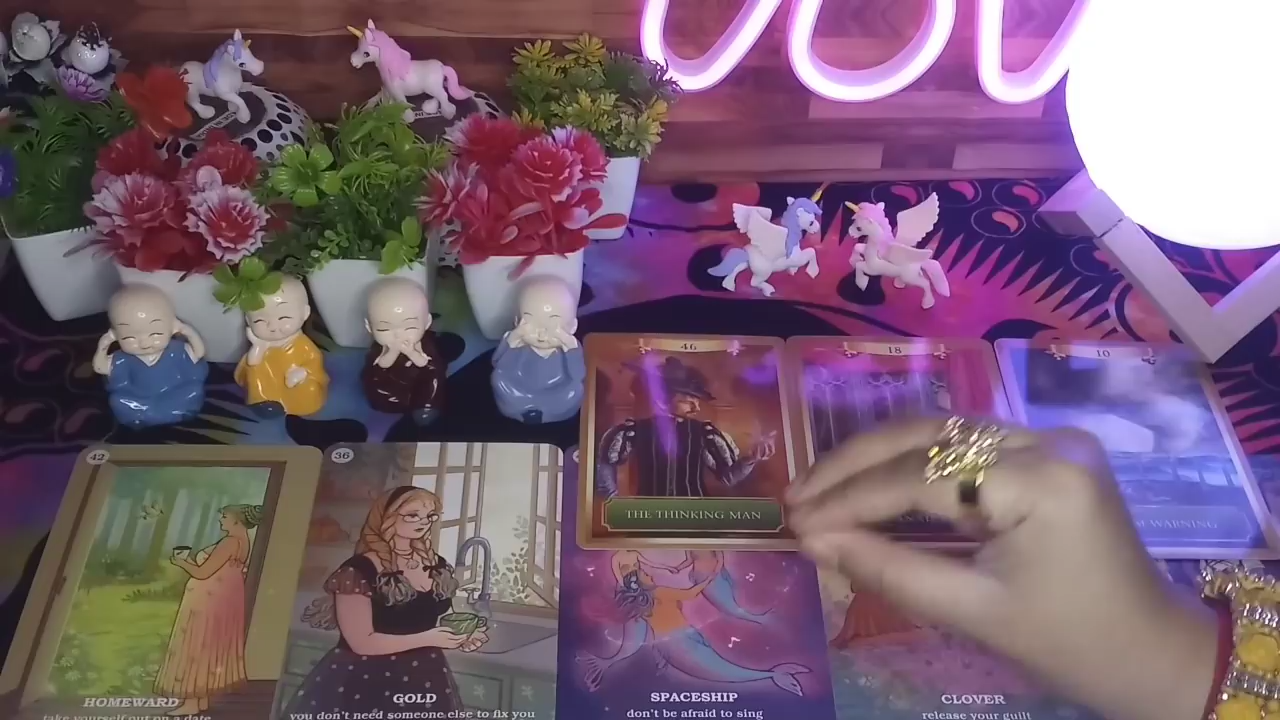 46
18
10
THE THINKING MAN
WARNING
42
36
HOMEWARD
take yourself out on a date
GOLD
you don't need someone else to fix you
SPACESHIP
don't be afraid to sing
CLOVER
release your guilt